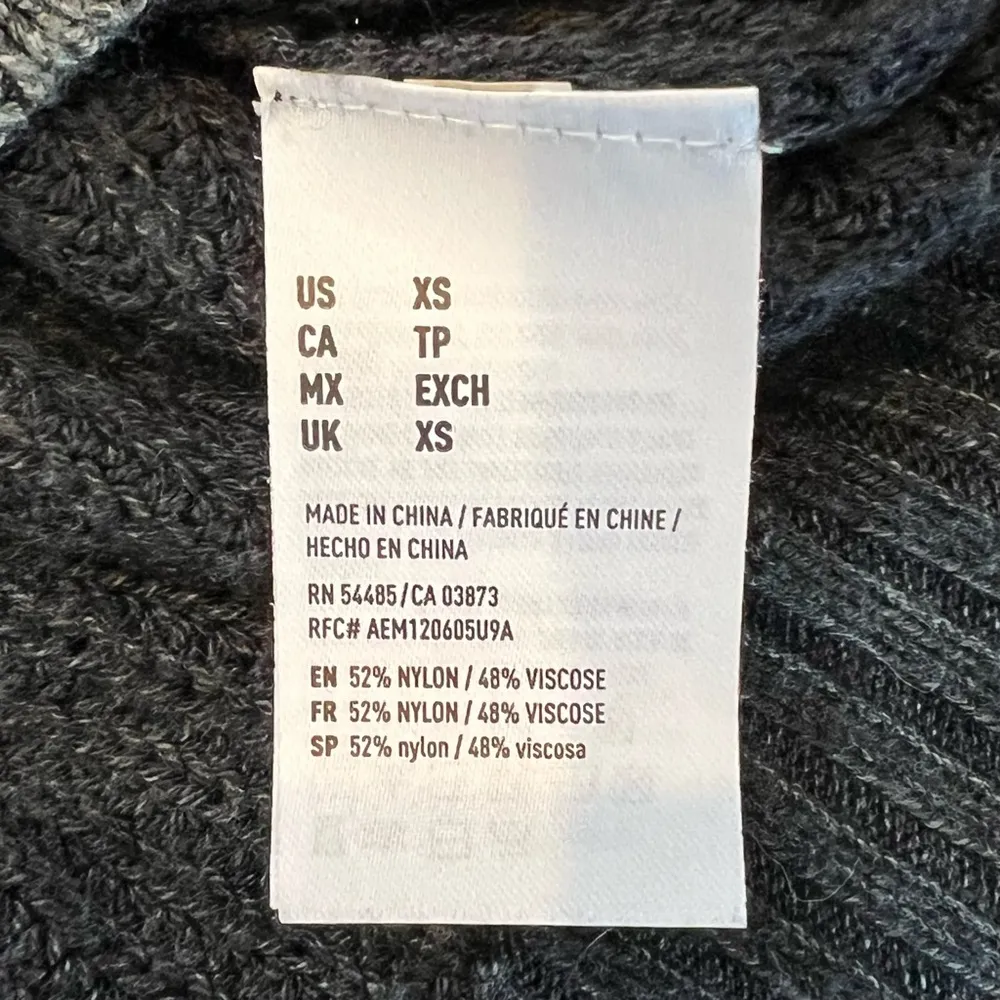 US XS
CA TP
MX EXCH
UK XS
MADE IN CHINA / FABRIQUÉ EN CHINE /
HECHO EN CHINA
RN 54485/CA 03873
RFC# AEM120605U9A
EN 52% NYLON / 48% VISCOSE
FR 52% NYLON / 48% VISCOSE
SP 52% nylon / 48% viscosa